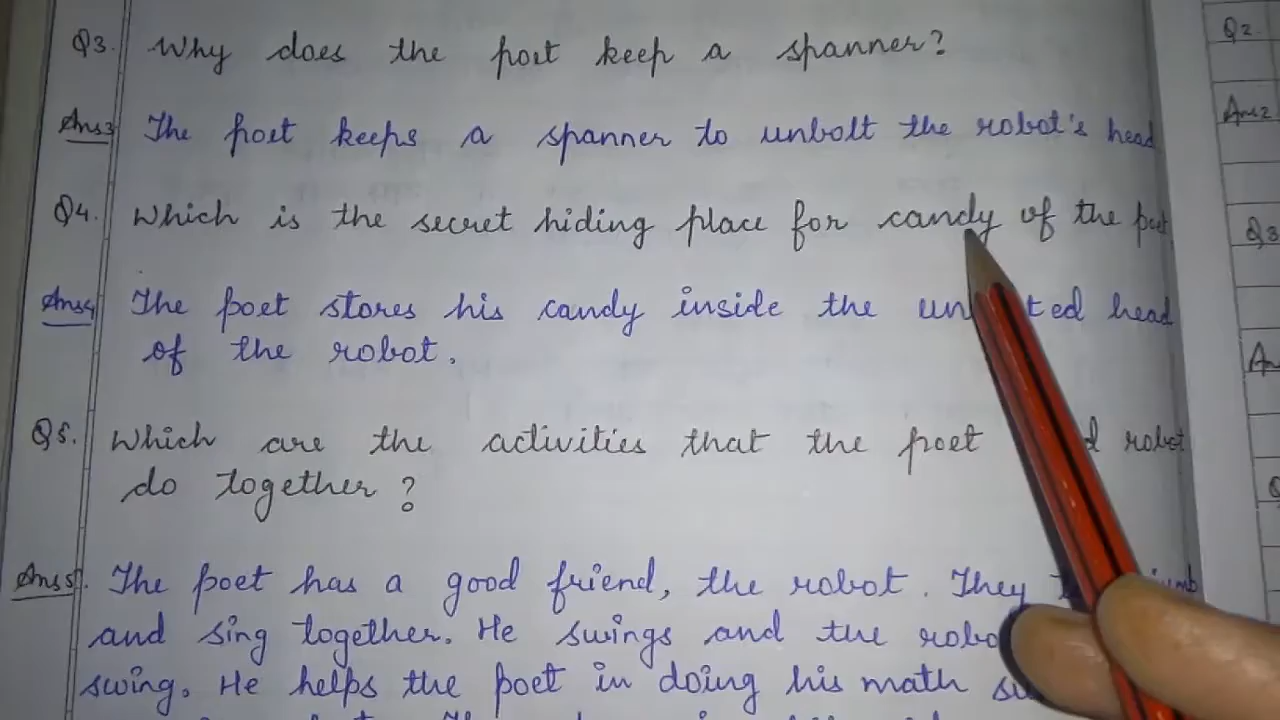 Q3. Why does the poet keep a spanner?
Ans3 The poet keeps a spanner to unbolt the robot's head
Q4. Which is the secret hiding place for candy of the poet
Ans4 The poet stores his candy inside the head
of the robot.
Q5. Which are the activities that the poet robot
do together?
Ans5. The poet has a good friend, the robot. They
and sing together. He swings and the
swing. He helps the poet in doing his math
Q2.
Ans2.
Q3